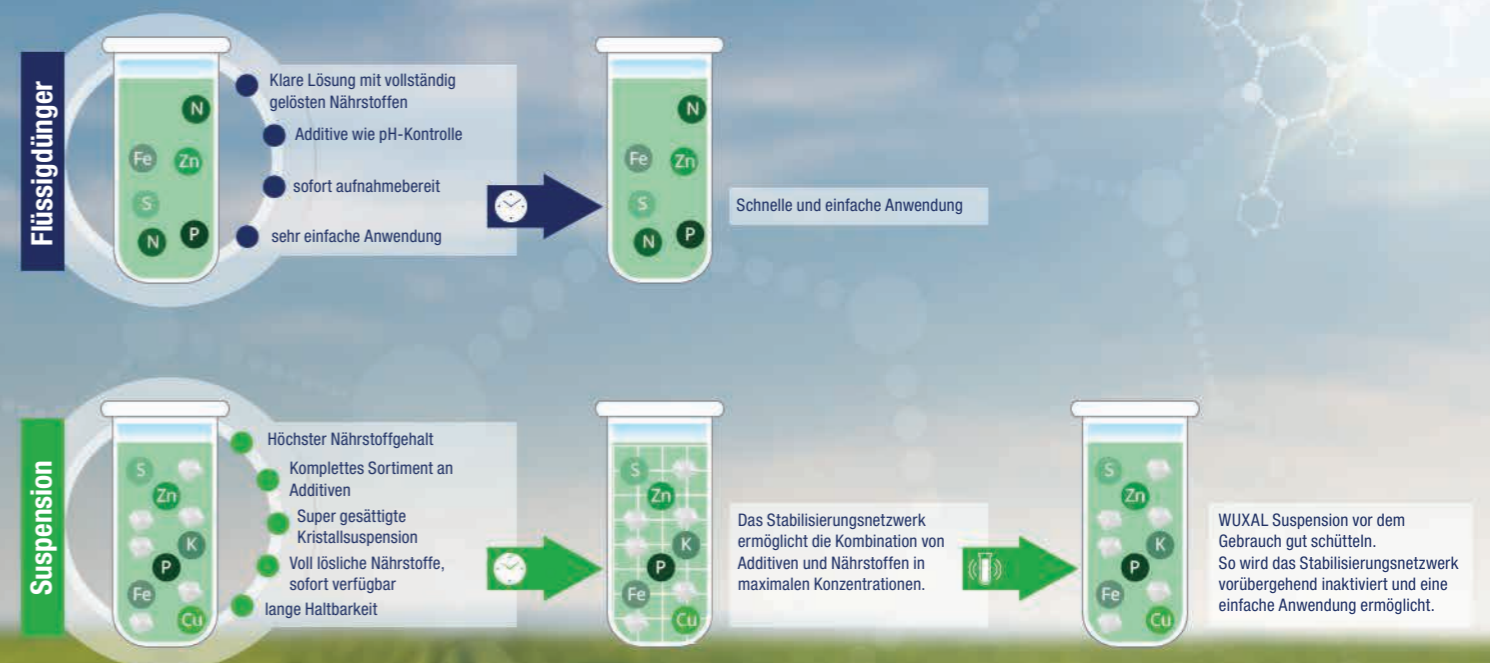 Flüssigdünger
N
Fe
Zn
S
N
P
Klare Lösung mit vollständig
gelösten Nährstoffen
Additive wie pH-Kontrolle
sofort aufnahmebereit
sehr einfache Anwendung
N
Fe
Zn
S
N
P
Schnelle und einfache Anwendung
Suspension
S
Zn
K
P
Fe
Cu
Höchster Nährstoffgehalt
Komplettes Sortiment an
Additiven
Super gesättigte
Kristallsuspension
Voll lösliche Nährstoffe,
sofort verfügbar
lange Haltbarkeit
S
Zn
K
P
Fe
Cu
Das Stabilisierungsnetzwerk
ermöglicht die Kombination von
Additiven und Nährstoffen in
maximalen Konzentrationen.
S
Zn
K
P
Fe
Cu
WUXAL Suspension vor dem
Gebrauch gut schütteln.
So wird das Stabilisierungsnetzwerk
vorübergehend inaktiviert und eine
einfache Anwendung ermöglicht.